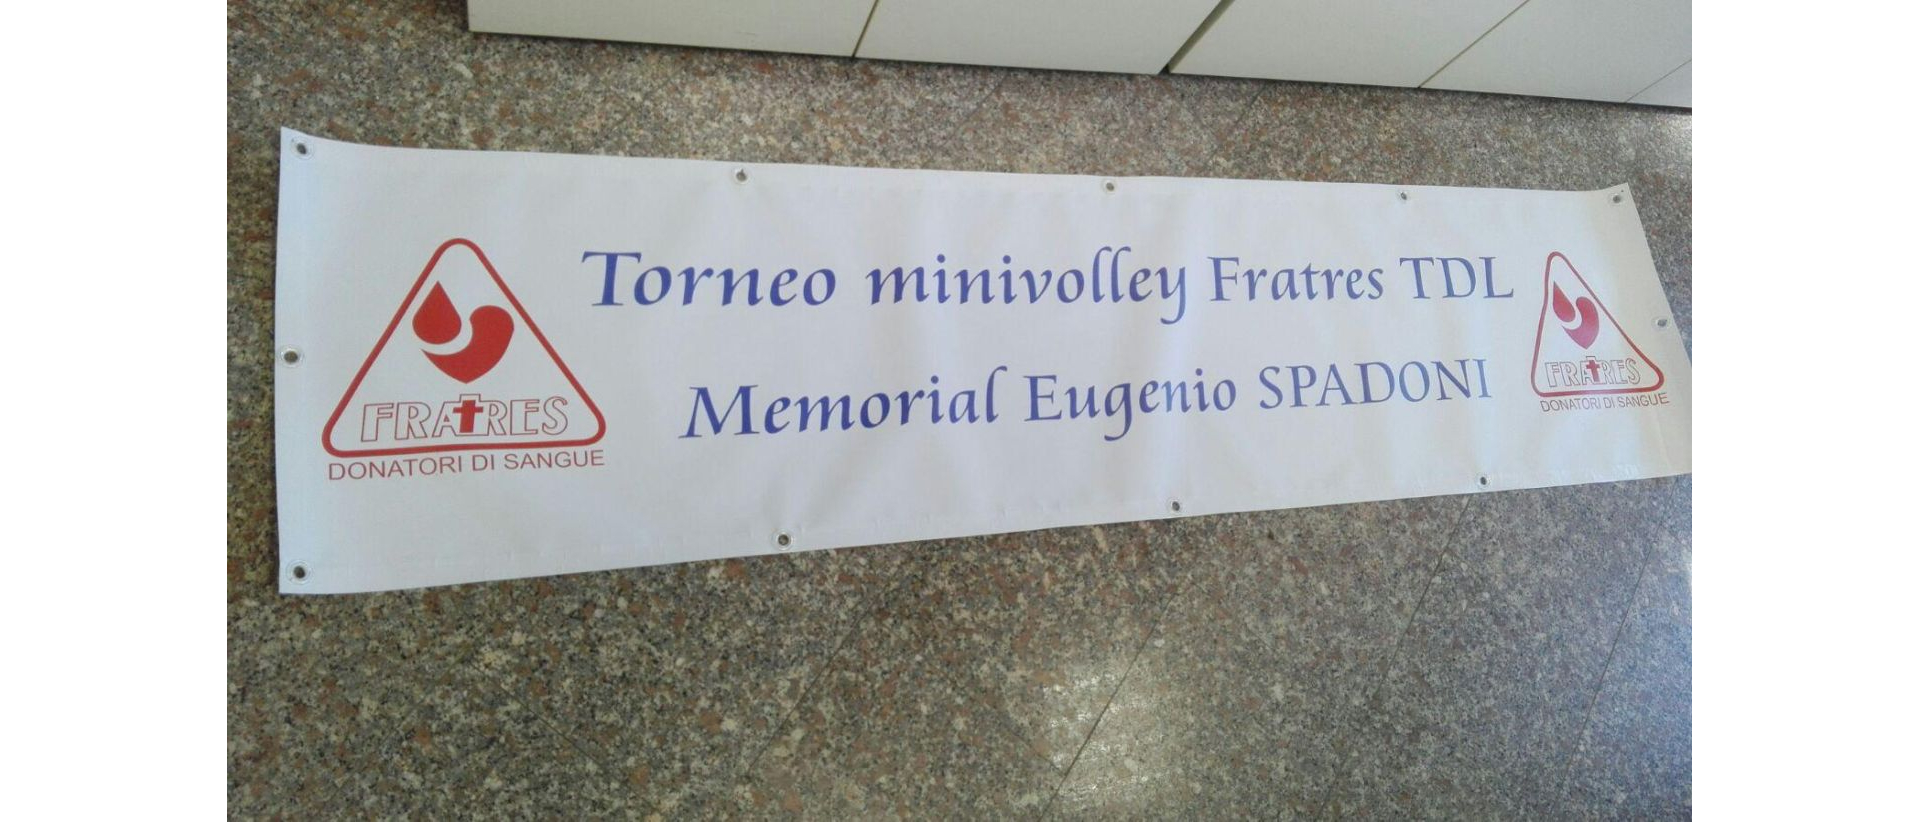 Torneo minivolley Fratres TDL
Memorial Eugenio SPADONI
FRATRES
DONATORI DI SANGUE
FRATRES
DONATORI DI SANGUE